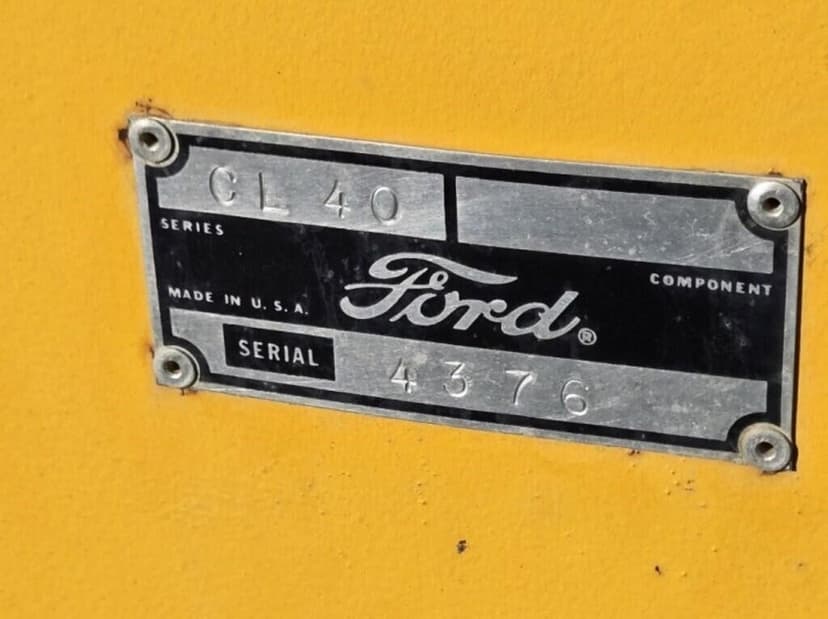 CL 40
SERIES
COMPONENT
MADE IN U.S.A.
Ford®
SERIAL 4376